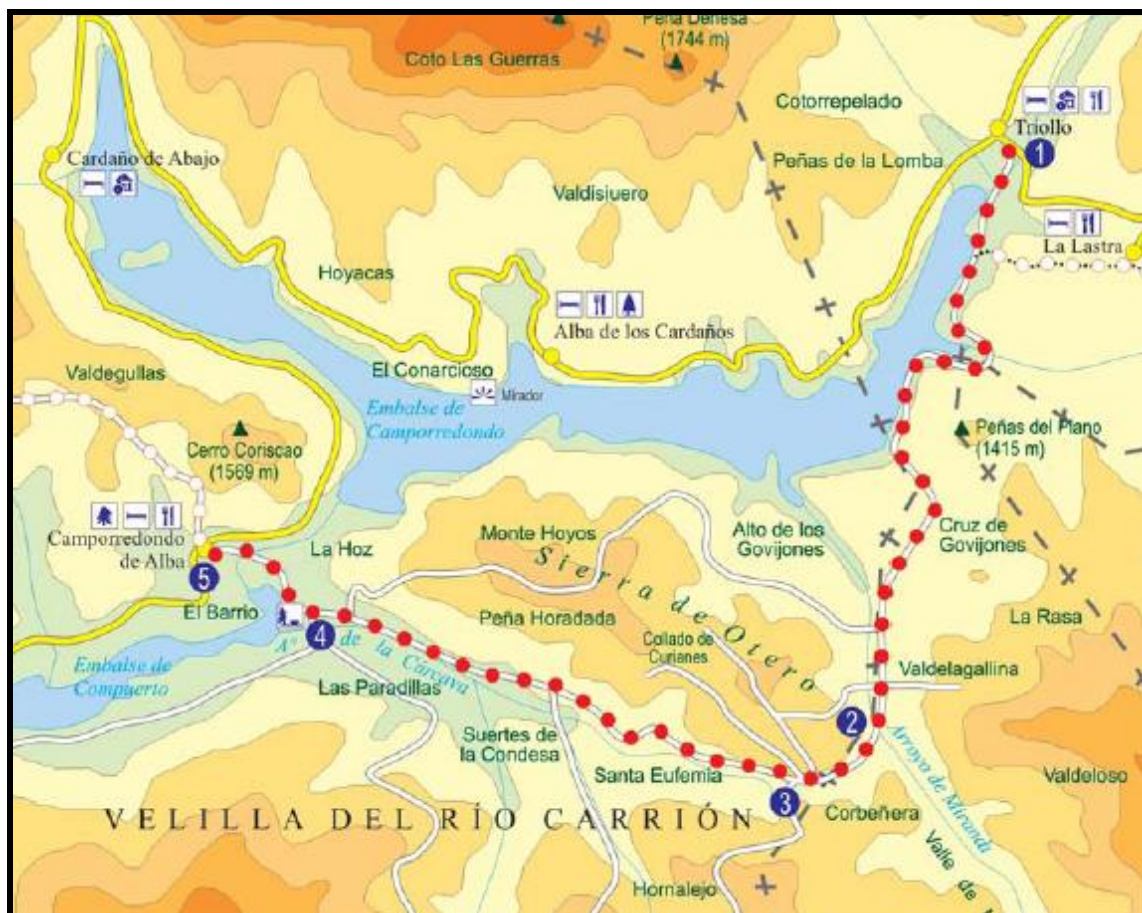 Peña Dehesa
(1744 m)
Coto Las Guerras
Cotorrepelado
Triollo
1
Cardaño de Abajo
Peñas de la Lomba
Valdisiuero
La Lastra
Hoyacas
Alba de los Cardaños
El Conarcioso
Mirador
Valdegullas
Embalse de
Camporredondo
Cerro Coriscao
(1569 m)
Peñas del Plano
(1415 m)
Camporredondo
de Alba
5
La Hoz
Monte Hoyos
Alto de los
Govijones
Cruz de
Govijones
El Barrio
Peña Horadada
Sierra de Otero
La Rasa
4
Aº de la Carcava
Collado de
Curianes
Embalse de
Compuerto
Las Paradillas
Valdelagallina
2
Suertes de
la Condesa
Arroyo de Mirandi
Santa Eufemia
Valdeloso
3
VELILLA DEL RÍO CARRIÓN
Corbeñera
Valle de
Hornalejo